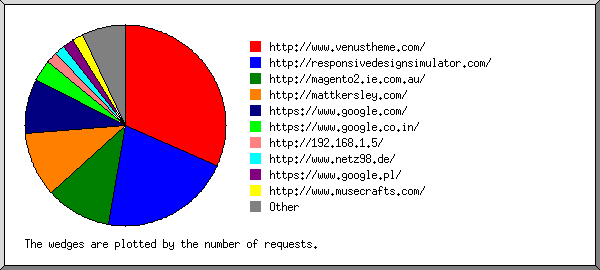 http://www.venustheme.com/
http://responsivedesignsimulator.com/
http://magento2.ie.com.au/
http://mattkersley.com/
https://www.google.com/
https://www.google.co.in/
http://192.168.1.5/
http://www.netz98.de/
https://www.google.pl/
http://www.musecrafts.com/
Other
The wedges are plotted by the number of requests.